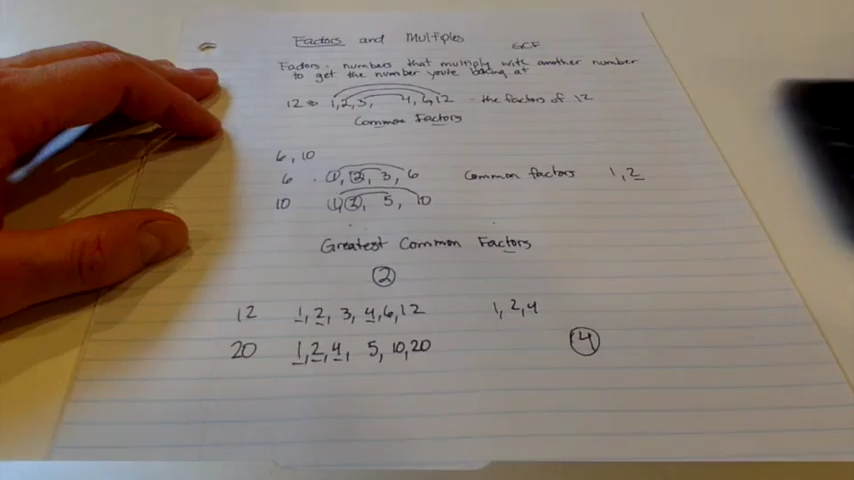 Factors and Multiples GCF
Factors - numbers that multiply with another number
to get the number you're looking at
12 => 1, 2, 3, 4, 6, 12 - the factors of 12
Common Factors
6, 10
6 - 1, 2, 3, 6 Common factors 1, 2
10 1, 2, 5, 10
Greatest Common Factors
2
12 1, 2, 3, 4, 6, 12 1, 2, 4
20 1, 2, 4, 5, 10, 20 4